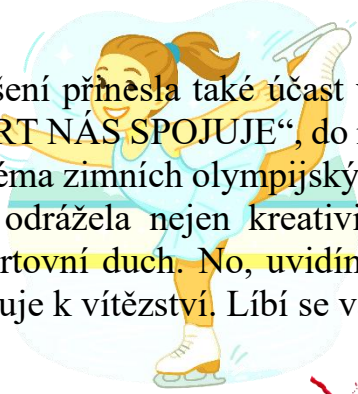 šení přinesla také účast v
RT NÁS SPOJUJE“, do
éma zimních olympijský
odrážela nejen kreativi
rtovní duch. No, uvidím
uje k vítězství. Líbí se v